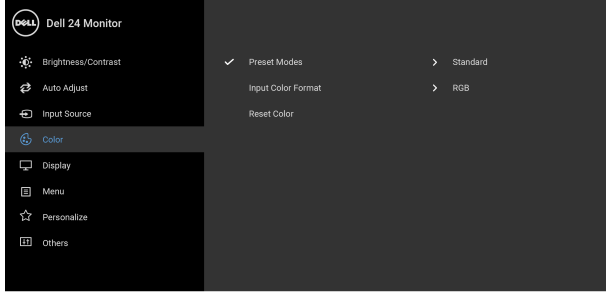 DELL Dell 24 Monitor
Brightness/Contrast
Auto Adjust
Input Source
Color
Display
Menu
Personalize
Others
Preset Modes Standard
Input Color Format RGB
Reset Color